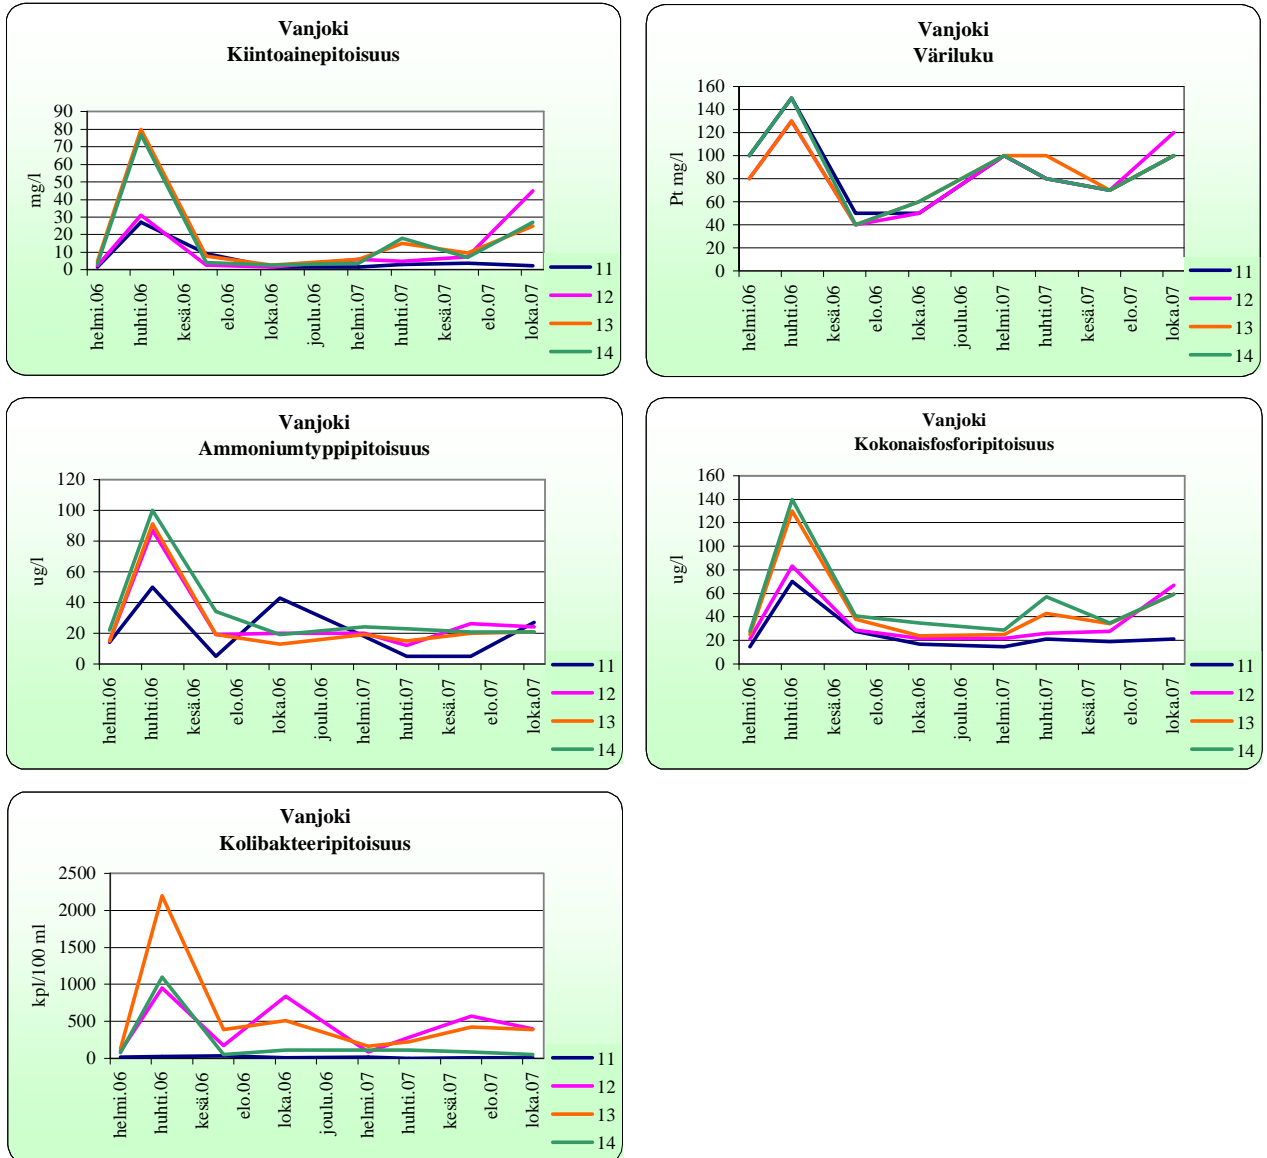 Vanjoki
Kiintoainepitoisuus
mg/l
90
80
70
60
50
40
30
20
10
0
helmi.06
huhti.06
kesä.06
elo.06
loka.06
joulu.06
helmi.07
huhti.07
kesä.07
elo.07
loka.07
11
12
13
14
Vanjoki
Väriluku
Pt mg/l
160
140
120
100
80
60
40
20
0
helmi.06
huhti.06
kesä.06
elo.06
loka.06
joulu.06
helmi.07
huhti.07
kesä.07
elo.07
loka.07
11
12
13
14
Vanjoki
Ammoniumtyppipitoisuus
ug/l
120
100
80
60
40
20
0
helmi.06
huhti.06
kesä.06
elo.06
loka.06
joulu.06
helmi.07
huhti.07
kesä.07
elo.07
loka.07
11
12
13
14
Vanjoki
Kokonaisfosforipitoisuus
ug/l
160
140
120
100
80
60
40
20
0
helmi.06
huhti.06
kesä.06
elo.06
loka.06
joulu.06
helmi.07
huhti.07
kesä.07
elo.07
loka.07
11
12
13
14
Vanjoki
Kolibakteeripitoisuus
kpl/100 ml
2500
2000
1500
1000
500
0
helmi.06
huhti.06
kesä.06
elo.06
loka.06
joulu.06
helmi.07
huhti.07
kesä.07
elo.07
loka.07
11
12
13
14